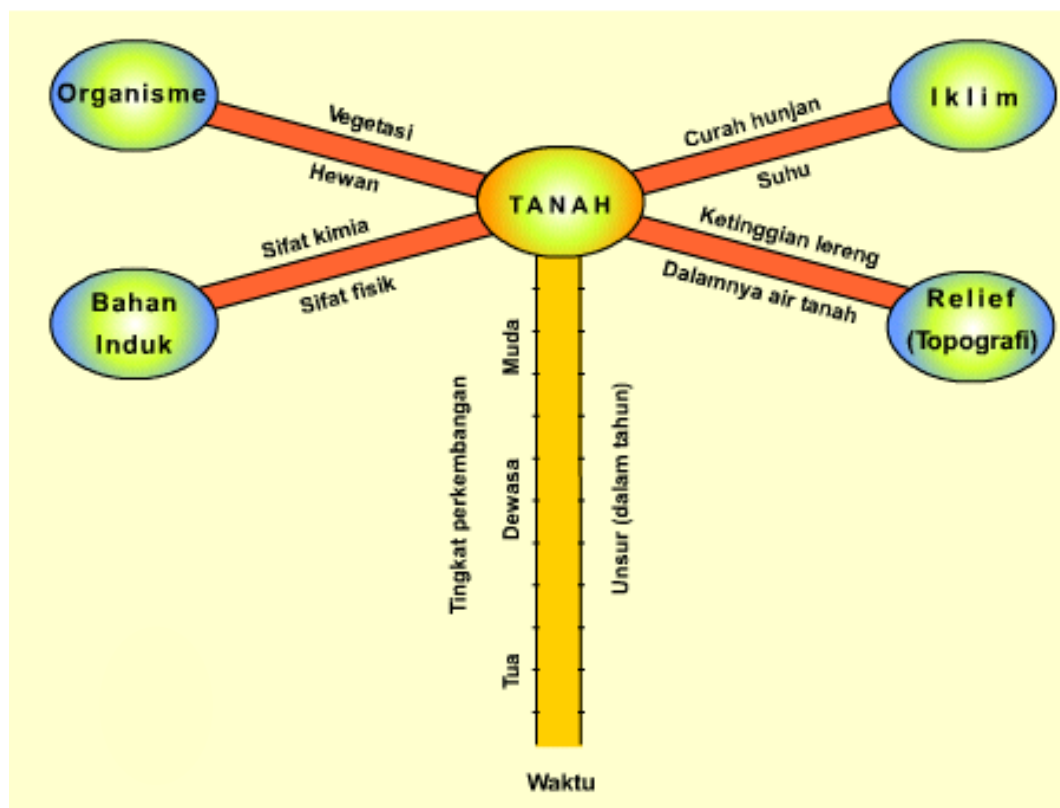 Organisme
Vegetasi
Hewan
Curah hunjan
Suhu
Iklim
TANAH
Sifat kimia
Sifat fisik
Bahan
Induk
Ketinggian lereng
Dalamnya air tanah
Relief
(Topografi)
Tingkat perkembangan
Muda
Dewasa
Tua
Unsur (dalam tahun)
Waktu